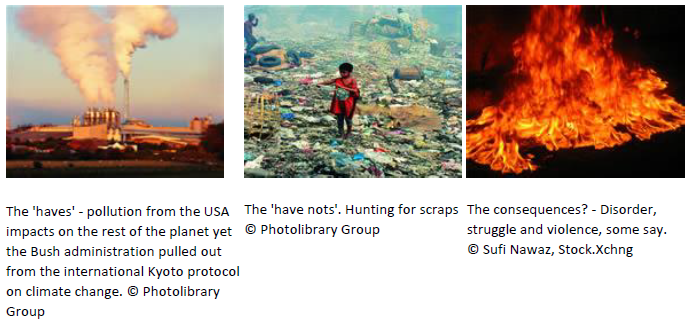 The 'haves' - pollution from the USA
impacts on the rest of the planet yet
the Bush administration pulled out
from the international Kyoto protocol
on climate change. © Photolibrary
Group
The 'have nots'. Hunting for scraps
© Photolibrary Group
The consequences? - Disorder,
struggle and violence, some say.
© Sufi Nawaz, Stock.Xchng